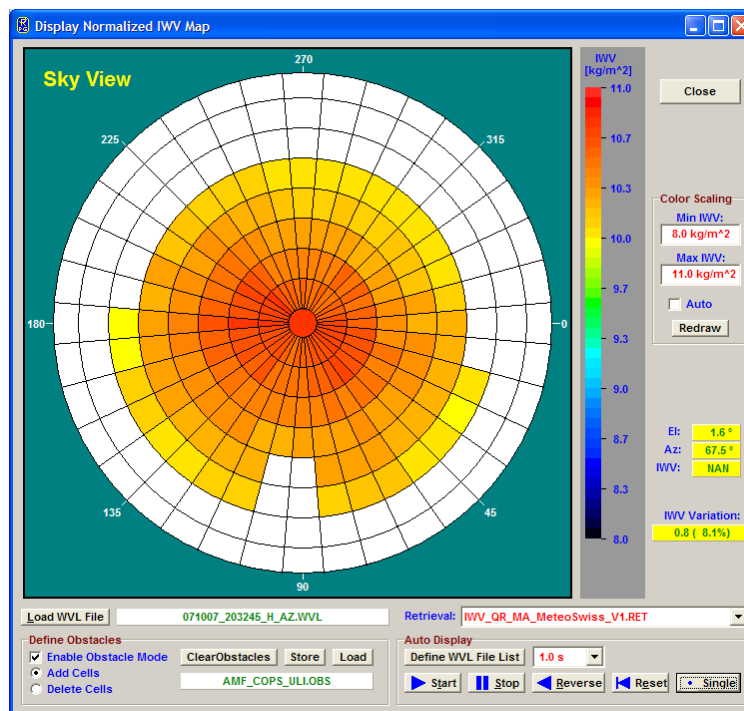 Display Normalized IWV Map
Sky View
270
225
315
180
0
135
45
90
IWV
[kg/m^2]
11.0
10.7
10.3
10.0
9.7
9.3
9.0
8.7
8.3
8.0
Close
Color Scaling
Min IWV:
8.0 kg/m^2
Max IWV:
11.0 kg/m^2
Auto
Redraw
El: 1.6 °
Az: 67.5 °
IWV: NAN
IWV Variation:
0.8 ( 8.1%)
Load WVL File 071007_203245_H_AZ.WVL Retrieval: IWV_QR_MA_MeteoSwiss_V1.RET
Define Obstacles
Enable Obstacle Mode ClearObstacles Store Load
Add Cells
Delete Cells
AMF_COPS_ULI.OBS
Auto Display
Define WVL File List 1.0 s
Start Stop Reverse Reset Single